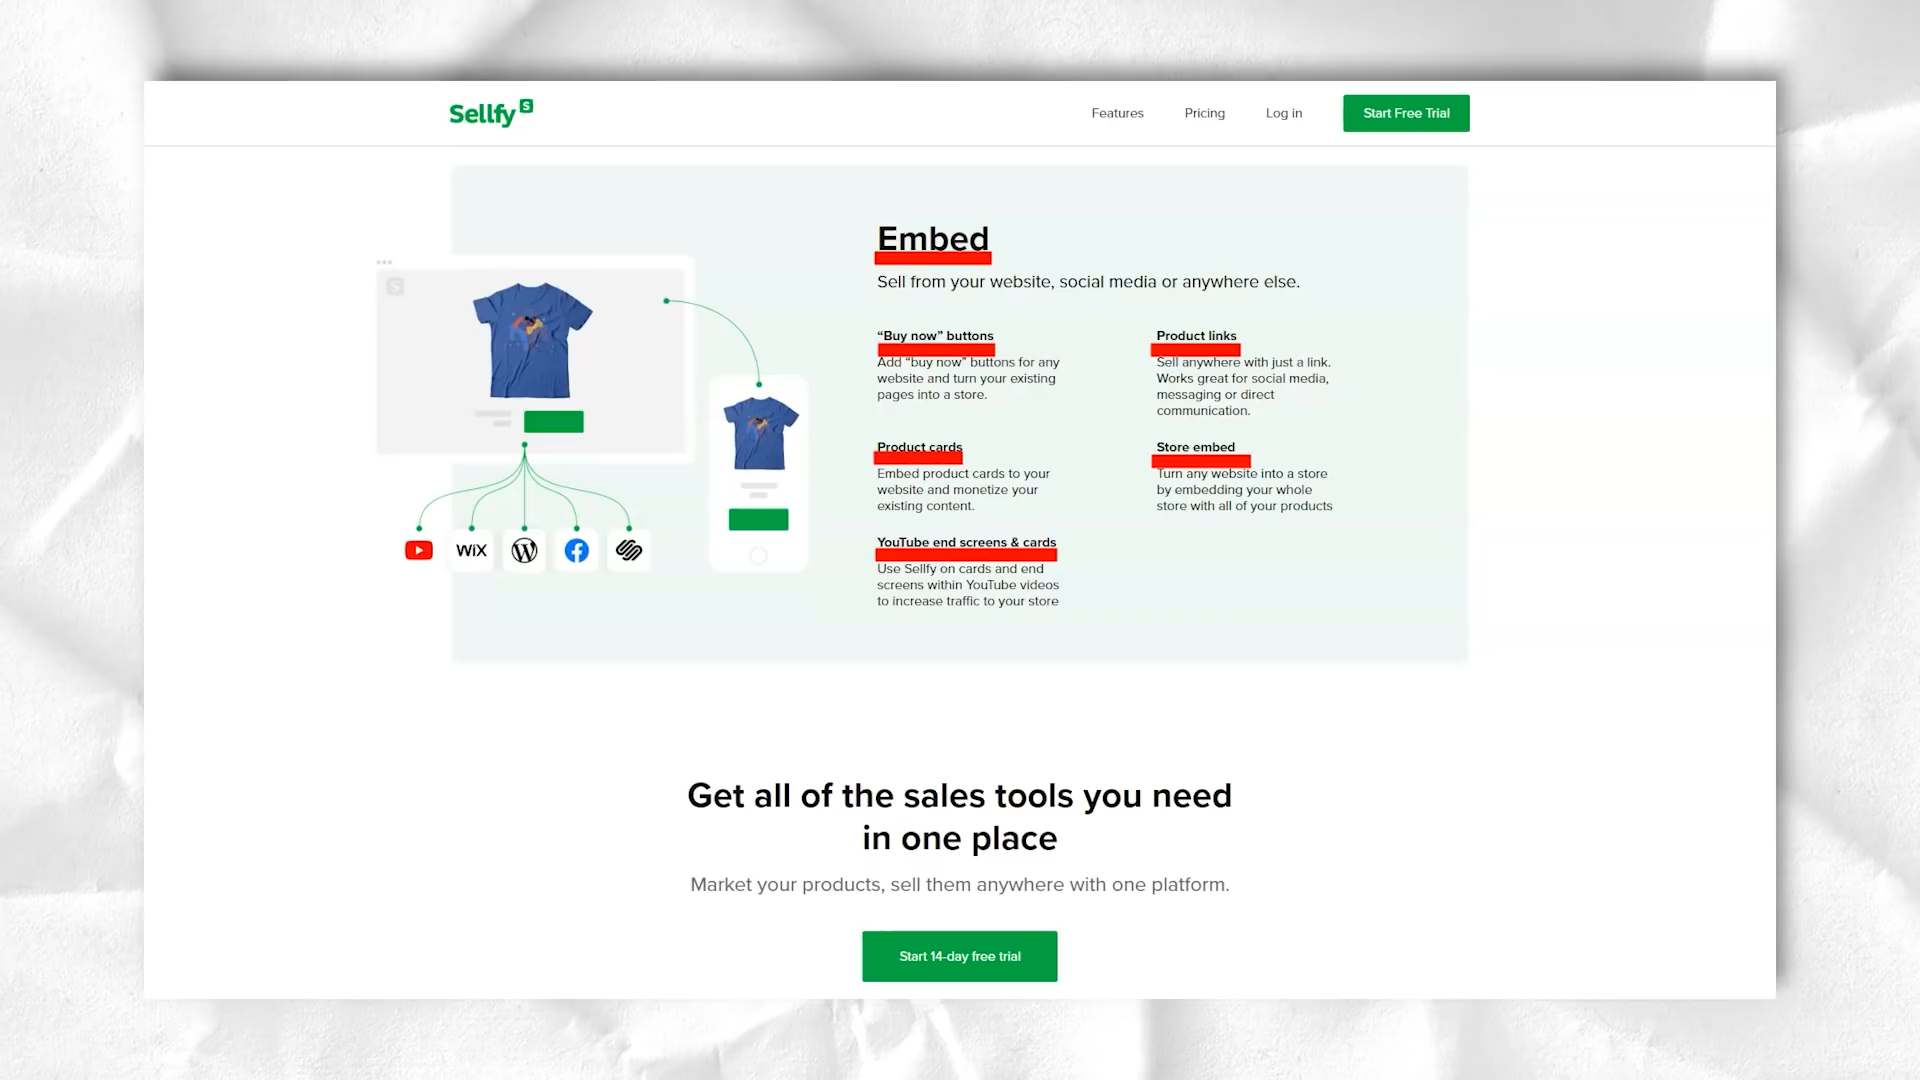 Sellfy S
Features
Pricing
Log in
Start Free Trial
S
WiX
Embed
Sell from your website, social media or anywhere else.
“Buy now” buttons
Add “buy now” buttons for any
website and turn your existing
pages into a store.
Product links
Sell anywhere with just a link.
Works great for social media,
messaging or direct
communication.
Product cards
Embed product cards to your
website and monetize your
existing content.
Store embed
Turn any website into a store
by embedding your whole
store with all of your products
YouTube end screens & cards
Use Sellfy on cards and end
screens within YouTube videos
to increase traffic to your store
Get all of the sales tools you need
in one place
Market your products, sell them anywhere with one platform.
Start 14-day free trial